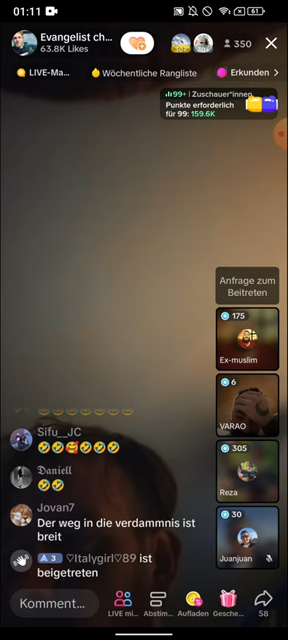 01:11
61
Evangelist ch...
63.8K Likes
350
LIVE-Ma...
Wöchentliche Rangliste
Erkunden
99+ | Zuschauer*innen
Punkte erforderlich
für 99: 159.6K
Anfrage zum
Beitreten
175
Ex-muslim
6
VARAO
305
Reza
30
Juanjuan
Sifu__JC
🤣🤣🥰🤣🤣🤣
𝔇𝔞𝔫𝔦𝔢𝔩𝔩
🤣🤣
Jovan7
Der weg in die verdammnis ist
breit
3 ♡Italygirl♡89 ist
beigetreten
Komment...
LIVE mi...
Abstim...
Aufladen
Gesche...
58